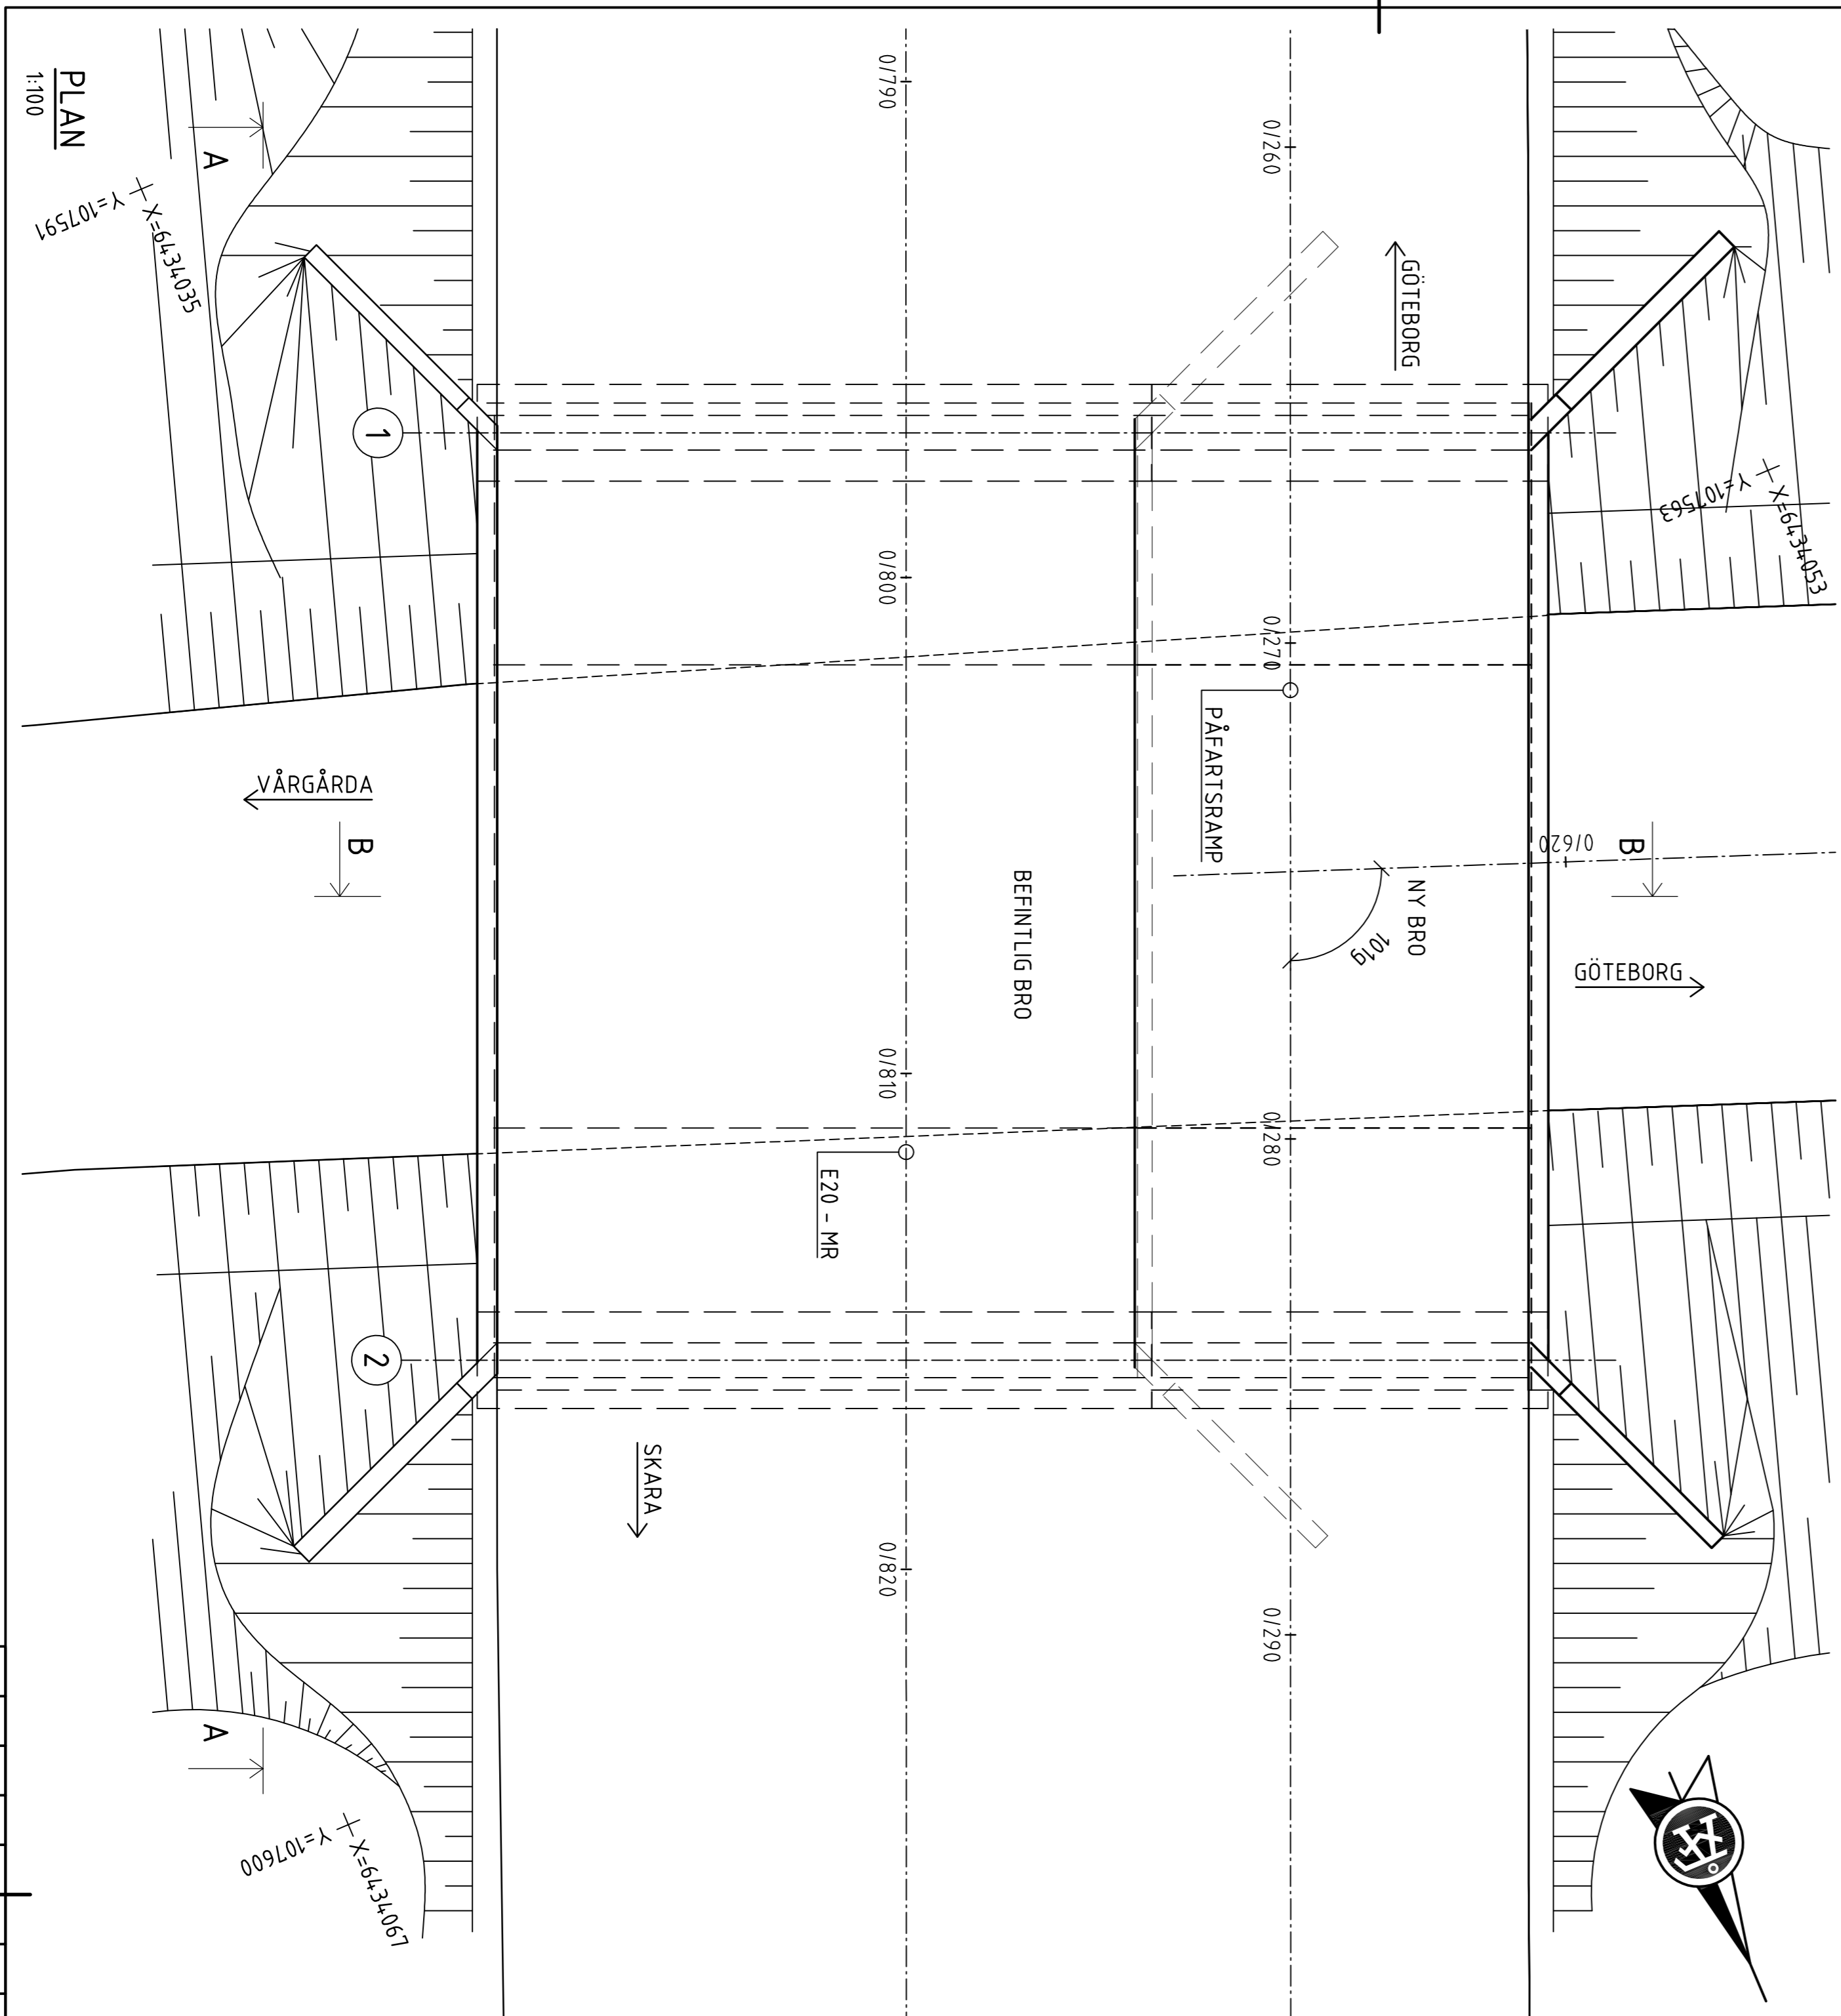 PLAN
1:100
A
X=6434035
Y=107591
1
VÅRGÅRDA
B
2
A
X=6434067
Y=107600
0/790
0/800
0/810
0/820
E20 - MR
SKARA
BEFINTLIG BRO
0/260
0/270
0/280
0/290
PÅFARTSRAMP
GÖTEBORG
NY BRO
101g
0/620
B
GÖTEBORG
X=6434053
Y=107563